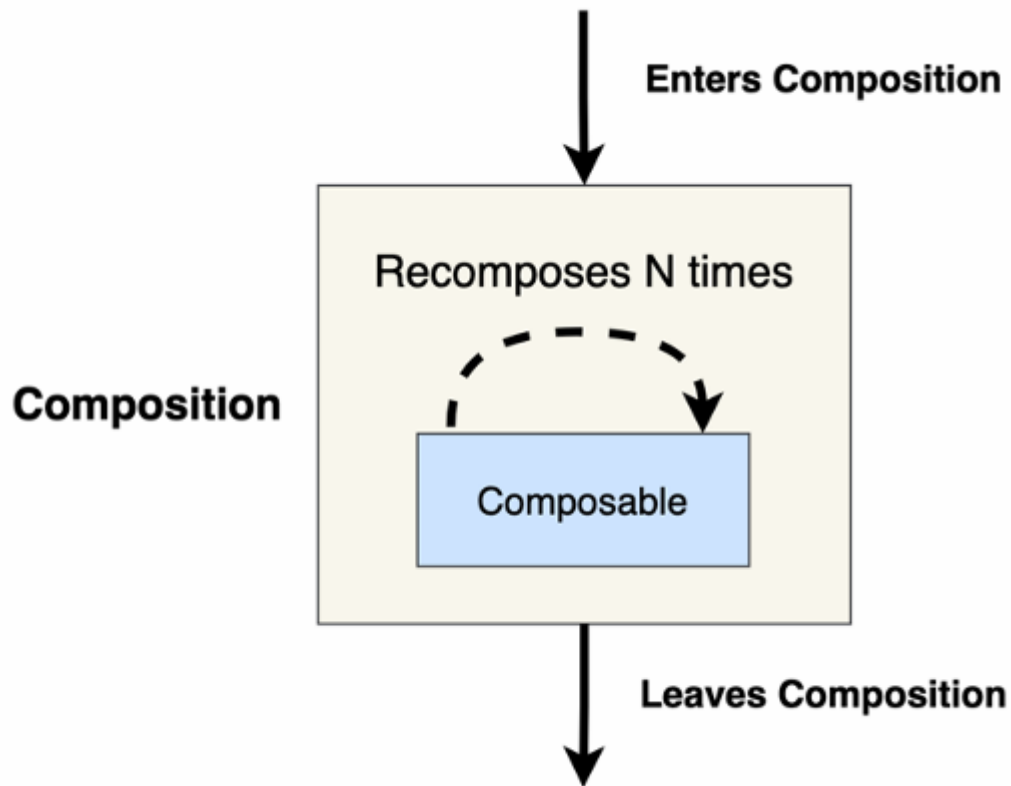 Enters Composition
Recomposes N times
Composition
Composable
Leaves Composition